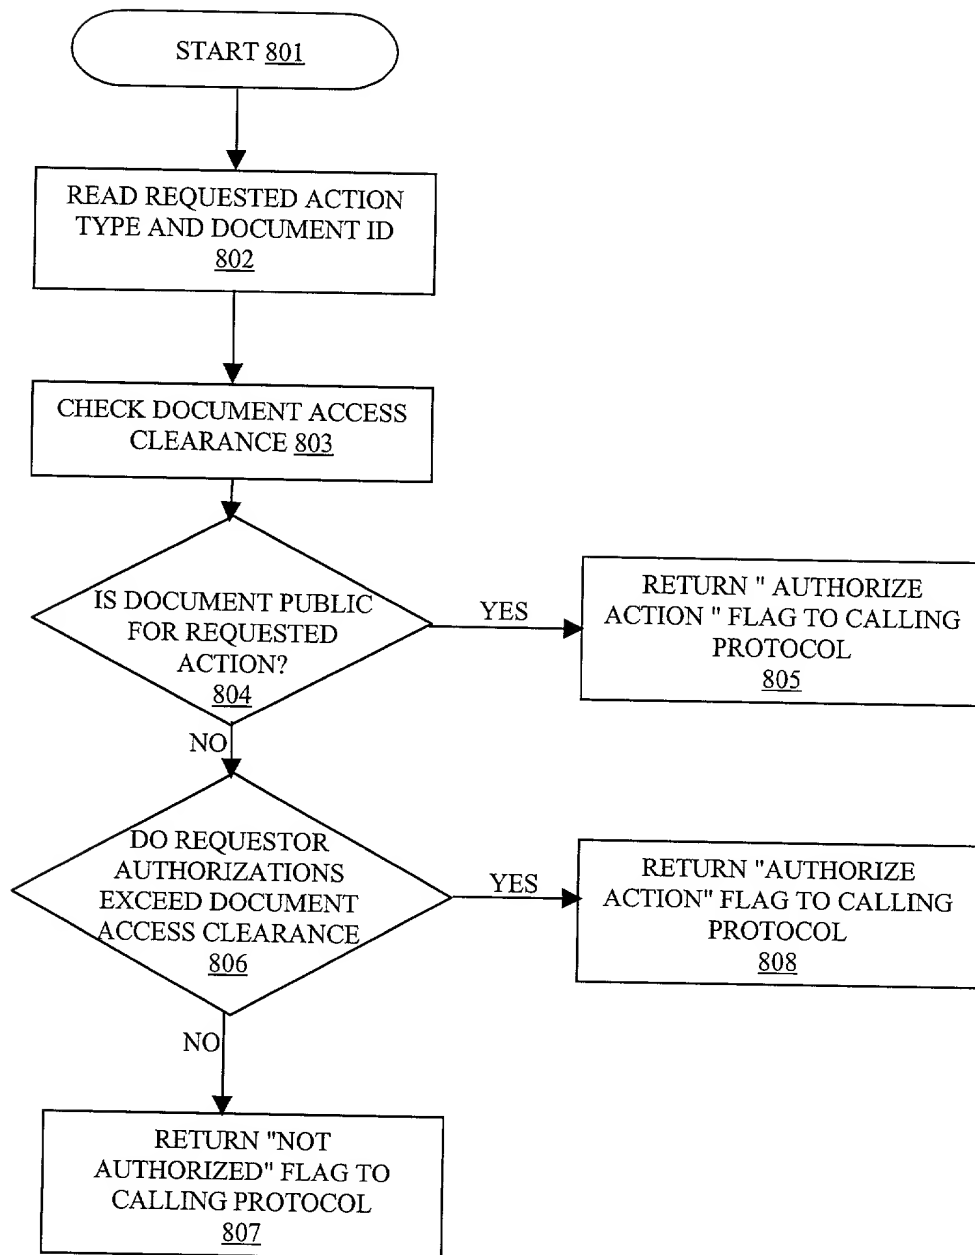 START 801
READ REQUESTED ACTION
TYPE AND DOCUMENT ID
802
CHECK DOCUMENT ACCESS
CLEARANCE 803
IS DOCUMENT PUBLIC
FOR REQUESTED
ACTION?
804
YES
RETURN " AUTHORIZE
ACTION " FLAG TO CALLING
PROTOCOL
805
NO
DO REQUESTOR
AUTHORIZATIONS
EXCEED DOCUMENT
ACCESS CLEARANCE
806
YES
RETURN "AUTHORIZE
ACTION" FLAG TO CALLING
PROTOCOL
808
NO
RETURN "NOT
AUTHORIZED" FLAG TO
CALLING PROTOCOL
807